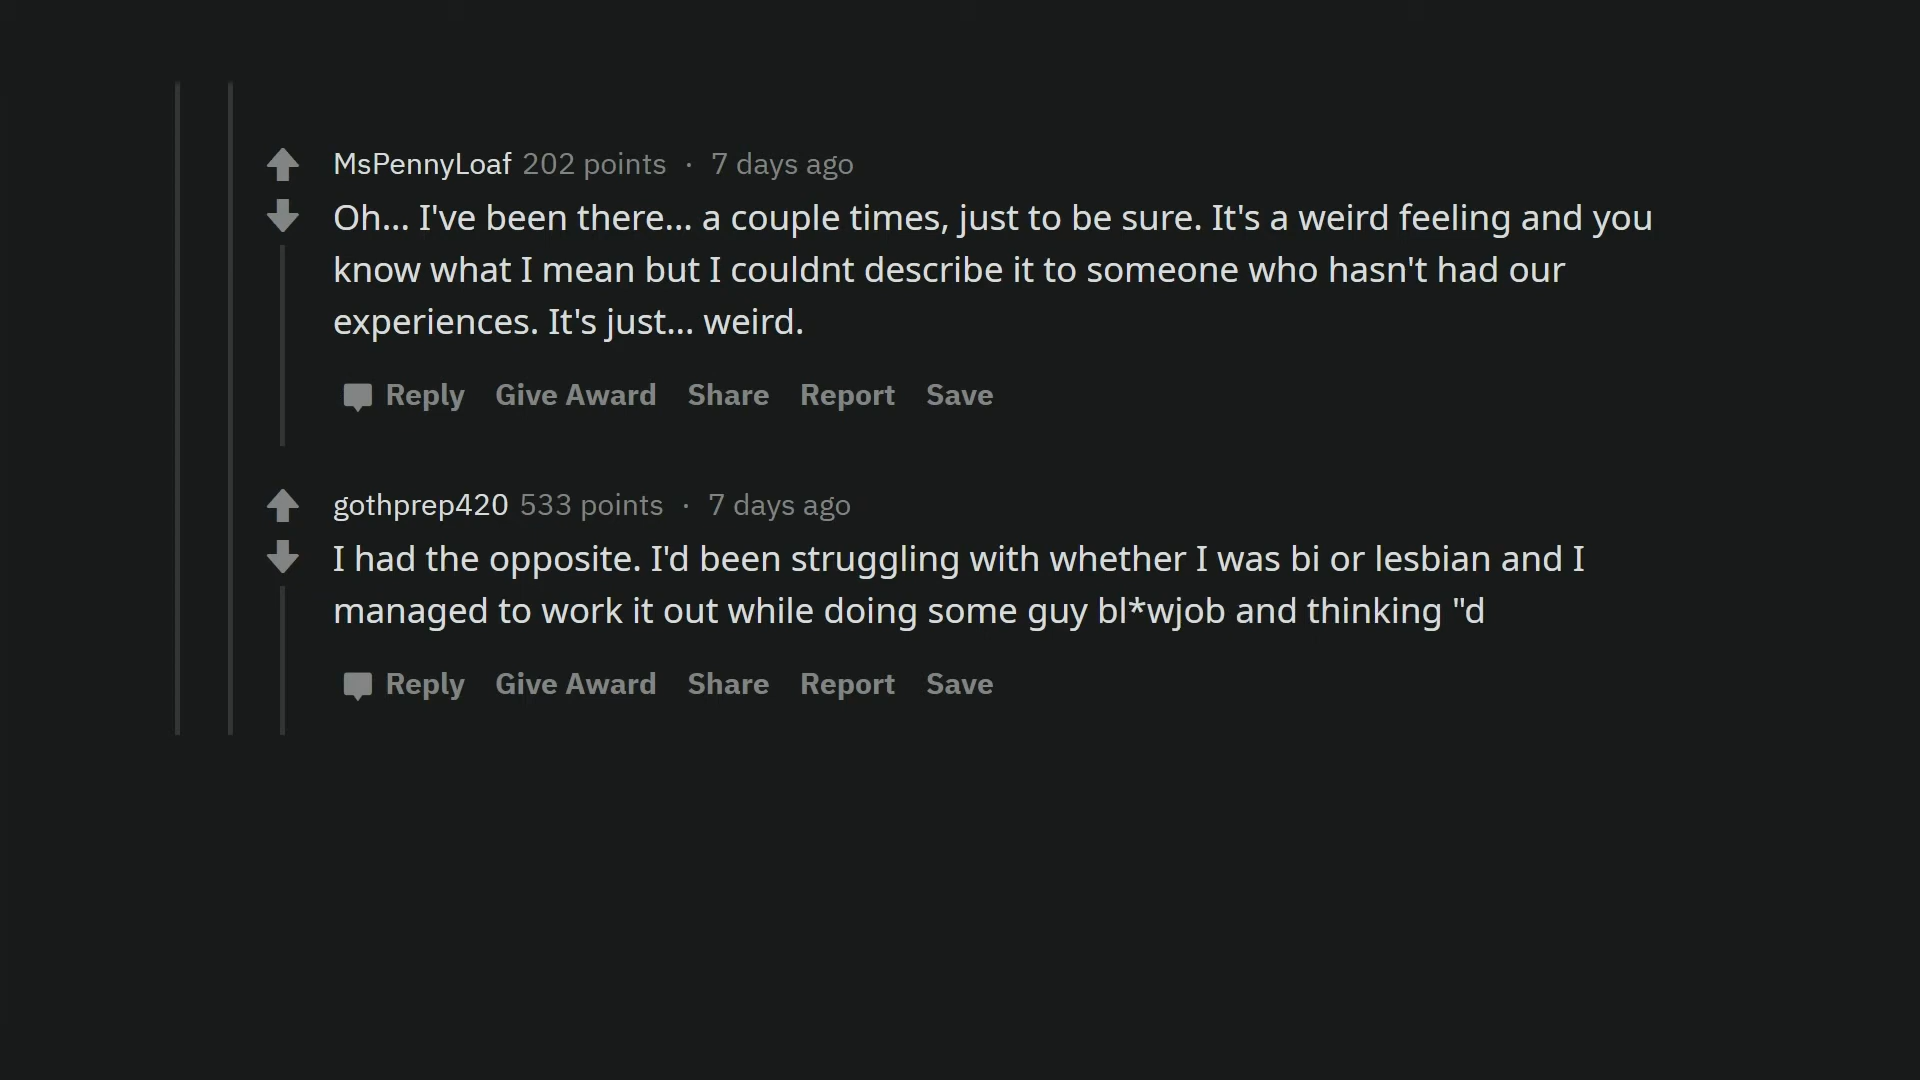 MsPennyLoaf 202 points · 7 days ago
Oh... I've been there... a couple times, just to be sure. It's a weird feeling and you
know what I mean but I couldnt describe it to someone who hasn't had our
experiences. It's just... weird.
Reply Give Award Share Report Save
gothprep420 533 points · 7 days ago
I had the opposite. I'd been struggling with whether I was bi or lesbian and I
managed to work it out while doing some guy bl*wjob and thinking "d
Reply Give Award Share Report Save